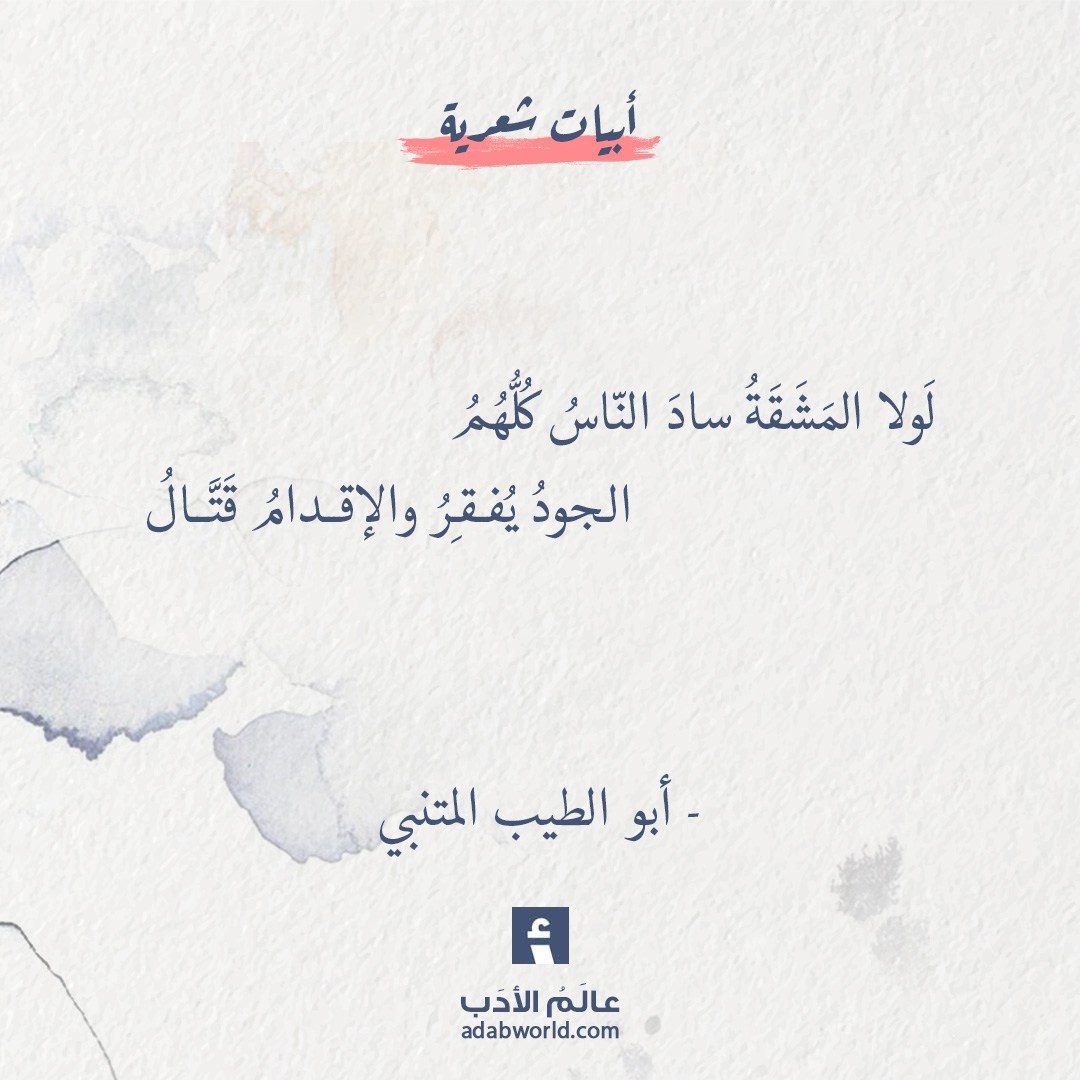 أبيات شعرية
لَولا المَشَقَةُ سادَ النّاسُ كُلُّهُمُ
الجودُ يُفقِرُ والإقدامُ قَتَّالُ
- أبو الطيب المتنبي
أ
عالَمُ الأدَب
adabworld.com